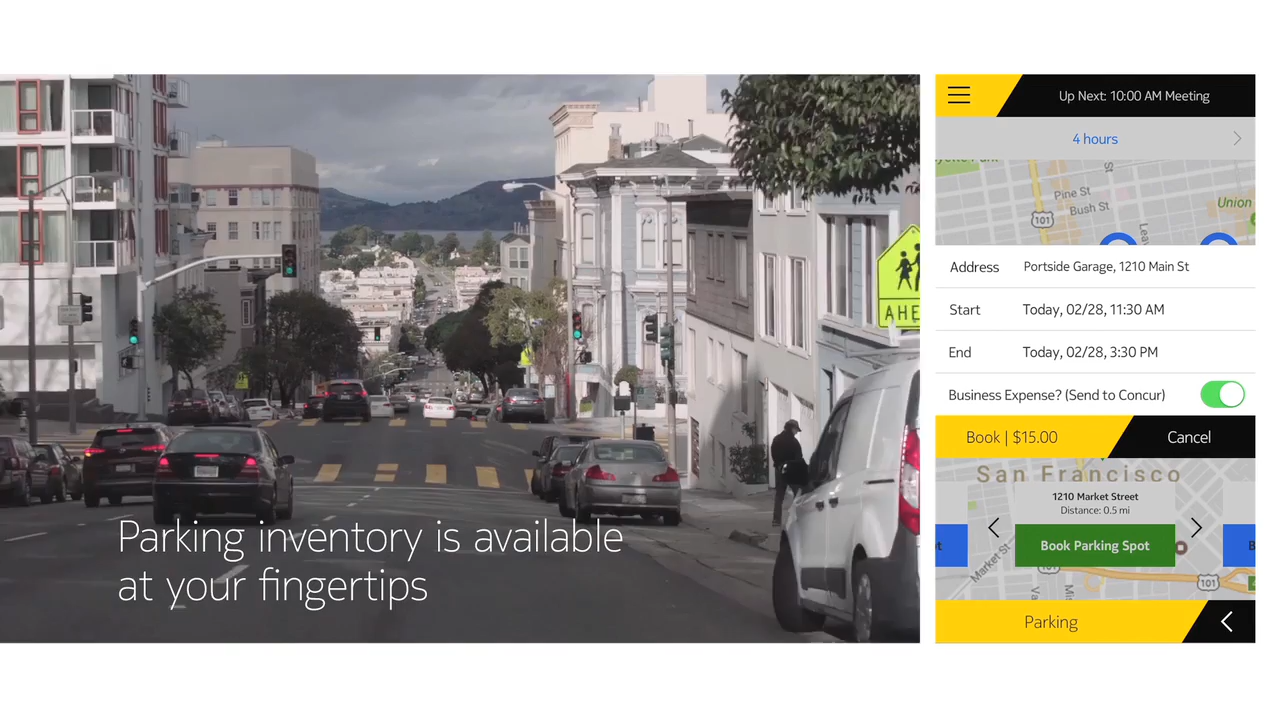 Parking inventory is available
at your fingertips
AHE
Up Next: 10:00 AM Meeting
4 hours
St
Pine St
Bush St
101
Union
Address Portside Garage, 1210 Main St
Start Today, 02/28, 11:30 AM
End Today, 02/28, 3:30 PM
Business Expense? (Send to Concur)
Book | $15.00 Cancel
San Francisco
1210 Market Street
Distance: 0.5 mi
Book Parking Spot
Market St
101
Parking